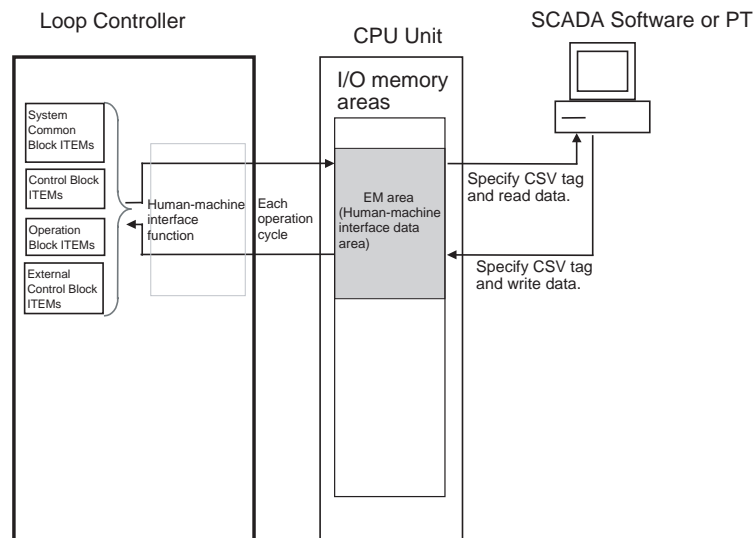 Loop Controller
CPU Unit
SCADA Software or PT
I/O memory
areas
System
Common
Block ITEMs
Control Block
ITEMs
Operation
Block ITEMs
External
Control Block
ITEMs
Human-machine
interface
function
Each
operation
cycle
EM area
(Human-machine
interface data
area)
Specify CSV tag
and read data.
Specify CSV tag
and write data.